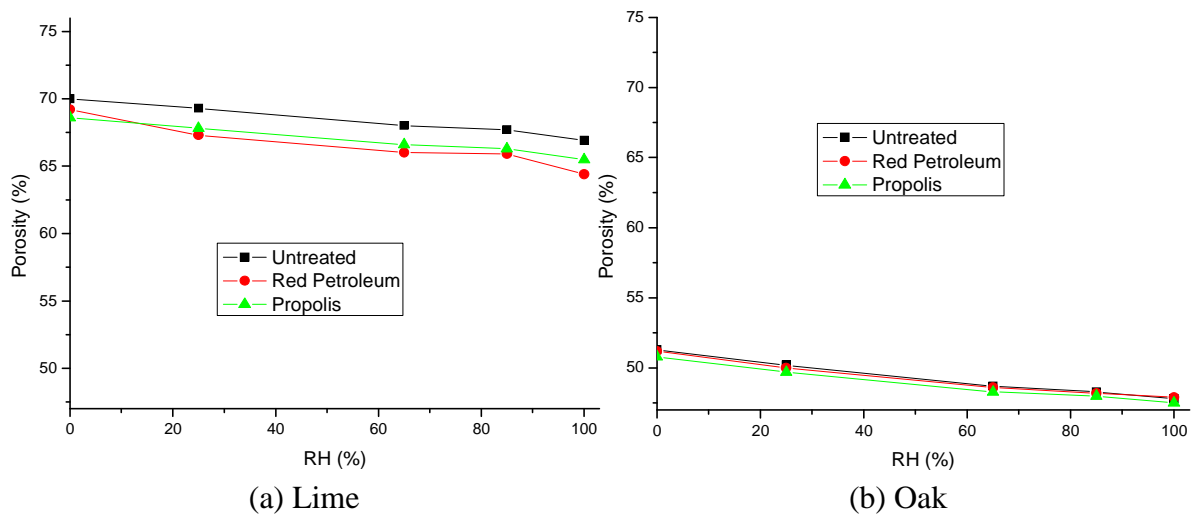 75
70
65
60
55
50
Porosity (%)
Untreated
Red Petroleum
Propolis
0
20
40
60
80
100
RH (%)
(a) Lime
75
70
65
60
55
50
Porosity (%)
Untreated
Red Petroleum
Propolis
0
20
40
60
80
100
RH (%)
(b) Oak